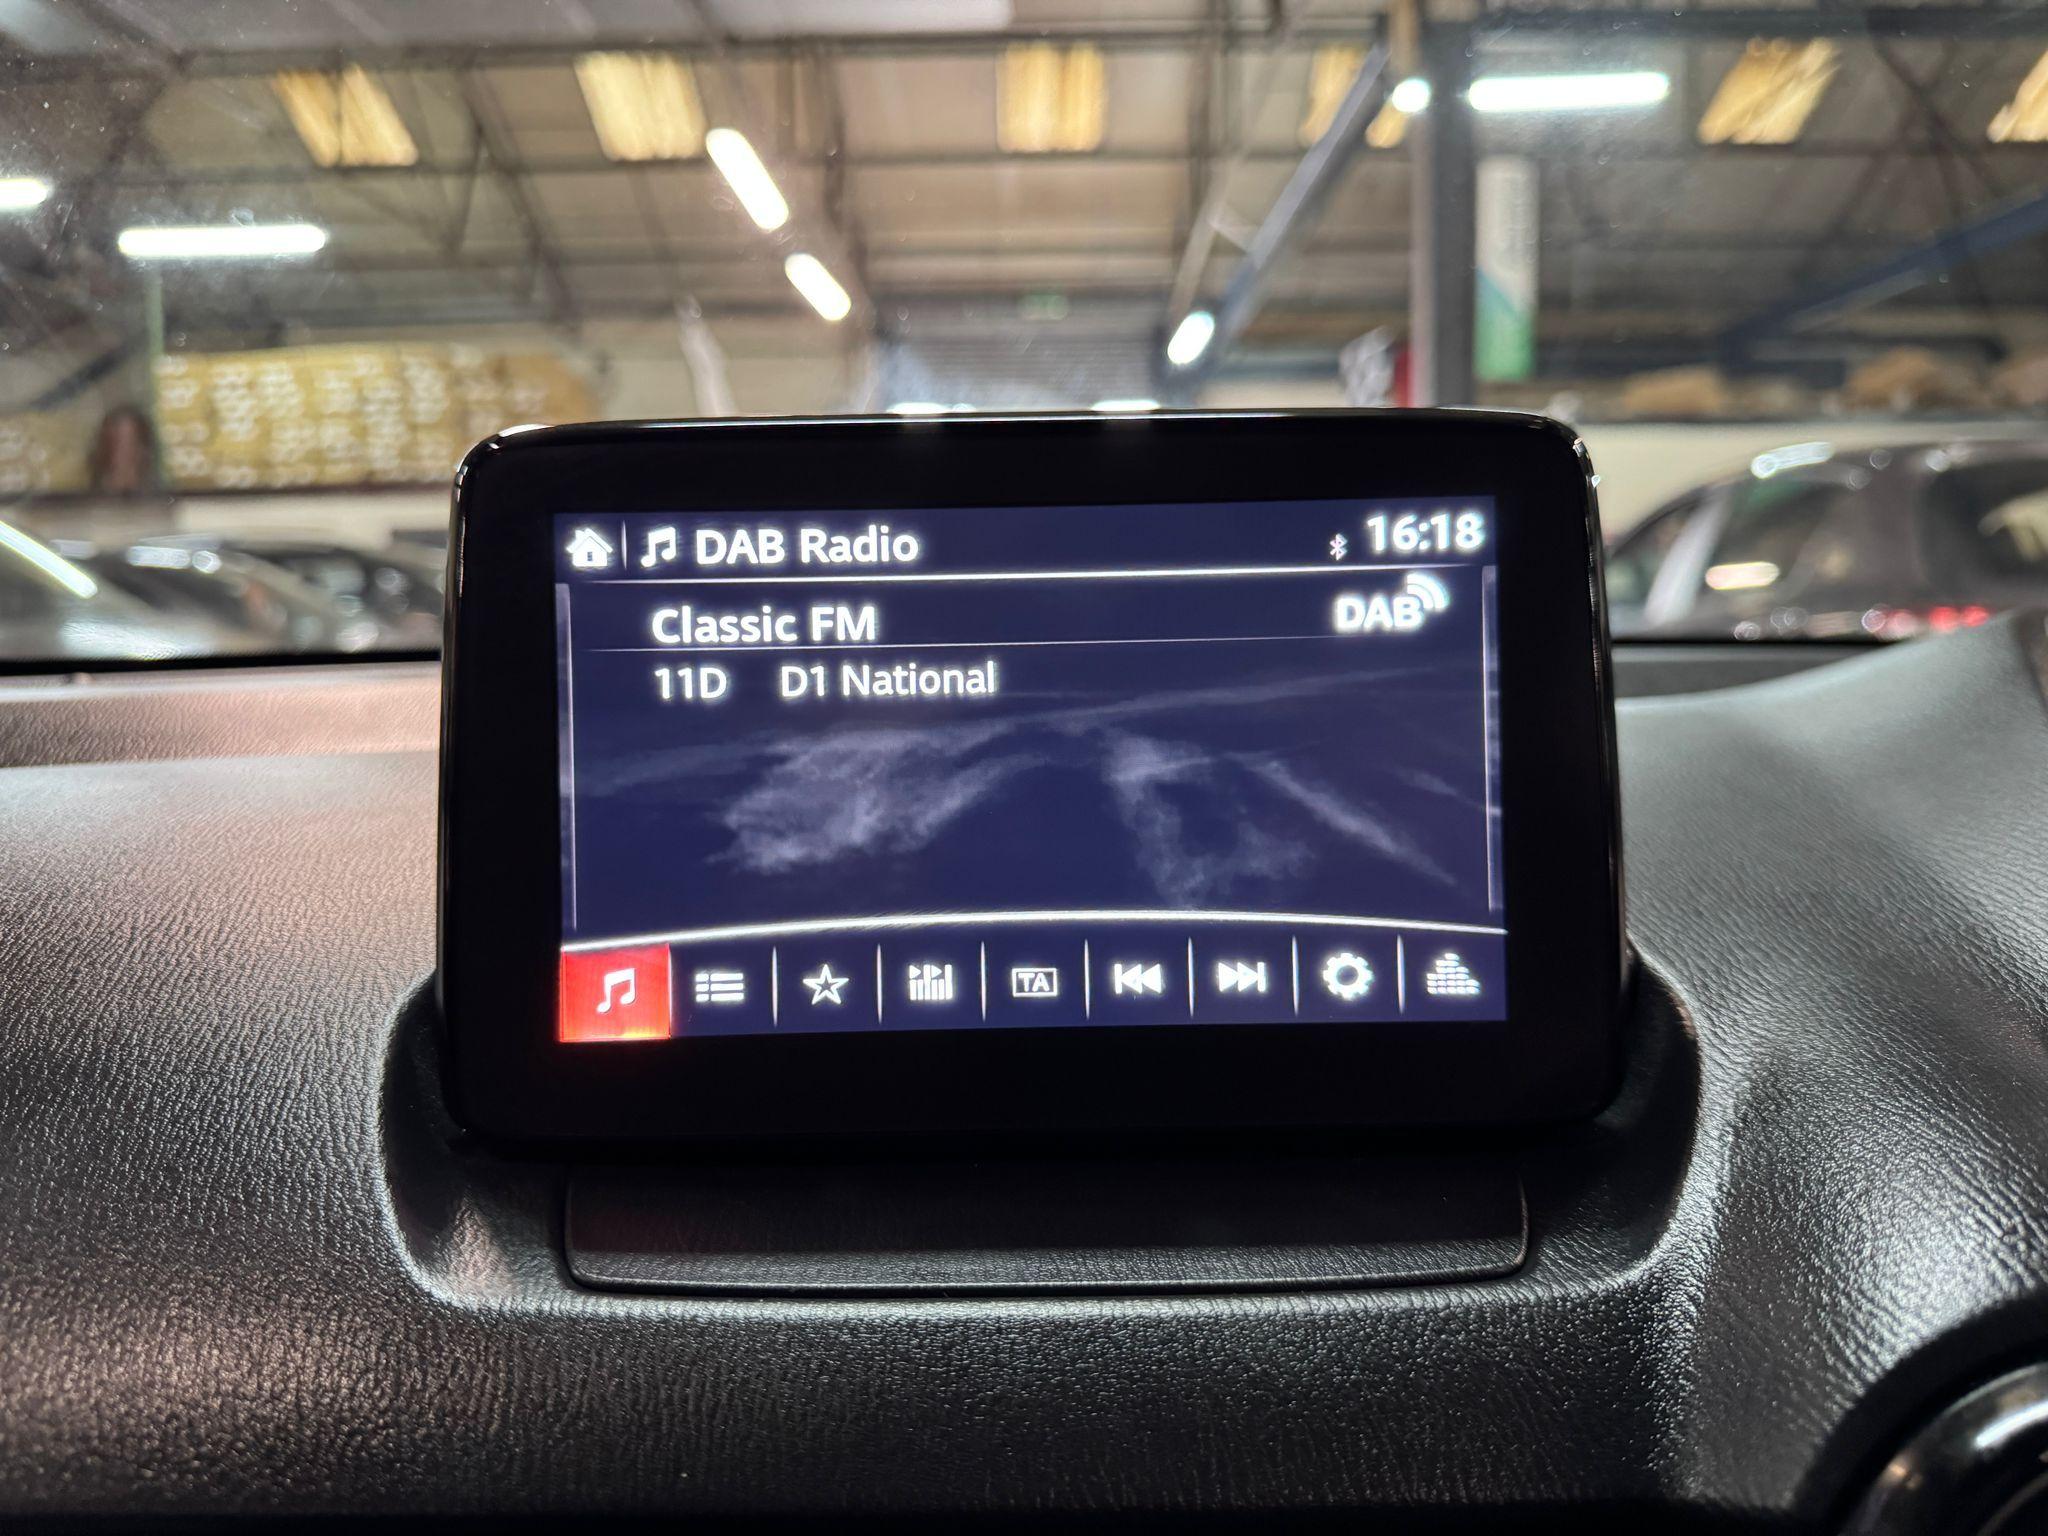 DAB Radio 16:18
Classic FM DAB
11D D1 National
TA